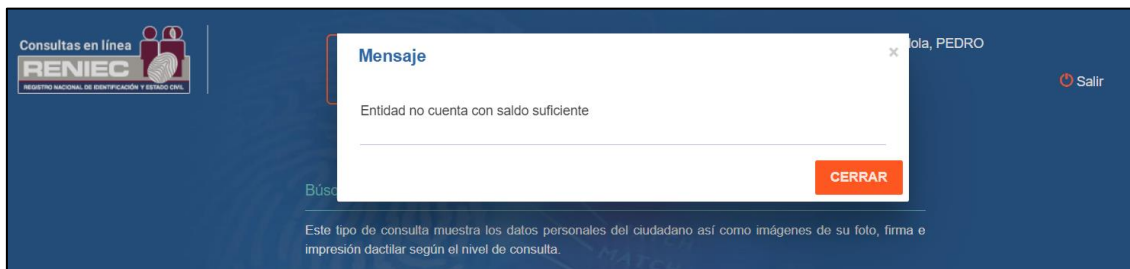 Consultas en línea
RENIEC
REGISTRO NACIONAL DE IDENTIFICACIÓN Y ESTADO CIVIL
Mensaje
×
PEDRO
Salir
Entidad no cuenta con saldo suficiente
CERRAR
Este tipo de consulta muestra los datos personales del ciudadano así como imágenes de su foto, firma e
impresión dactilar según el nivel de consulta.
MATCH